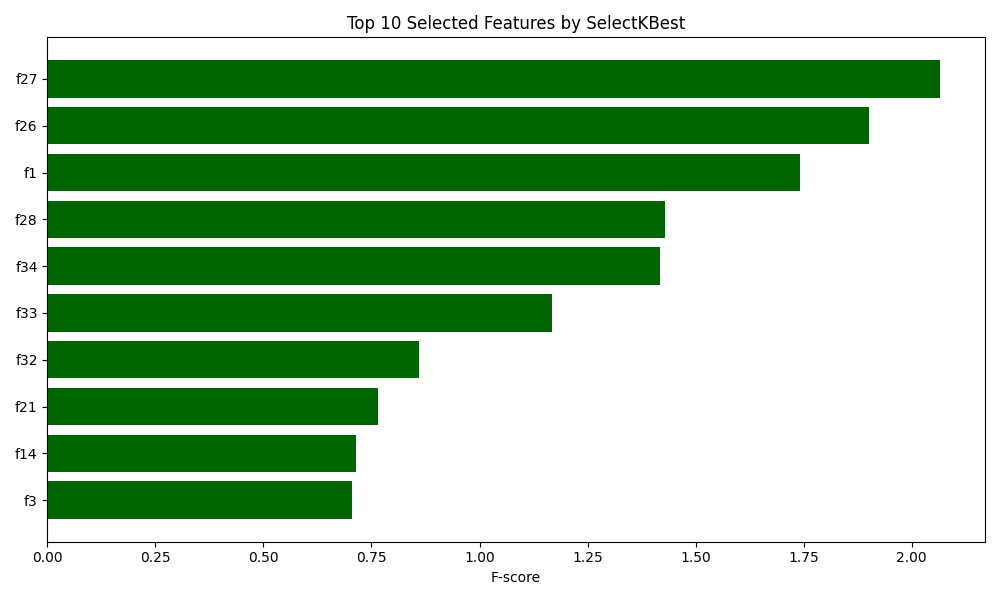 Top 10 Selected Features by SelectKBest
f27
f26
f1
f28
f34
f33
f32
f21
f14
f3
0.00 0.25 0.50 0.75 1.00 1.25 1.50 1.75 2.00
F-score